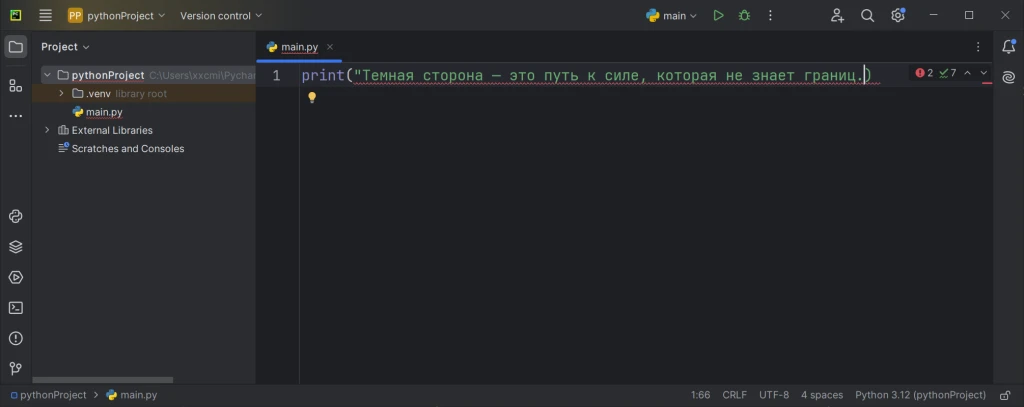 PP pythonProject Version control main
Project main.py
pythonProject C:\Users\xxcmi\Pychar
.venv library root
main.py
External Libraries
Scratches and Consoles
1 print("Темная сторона — это путь к силе, которая не знает границ.) 2 7
pythonProject > main.py 1:66 CRLF UTF-8 4 spaces Python 3.12 (pythonProject)